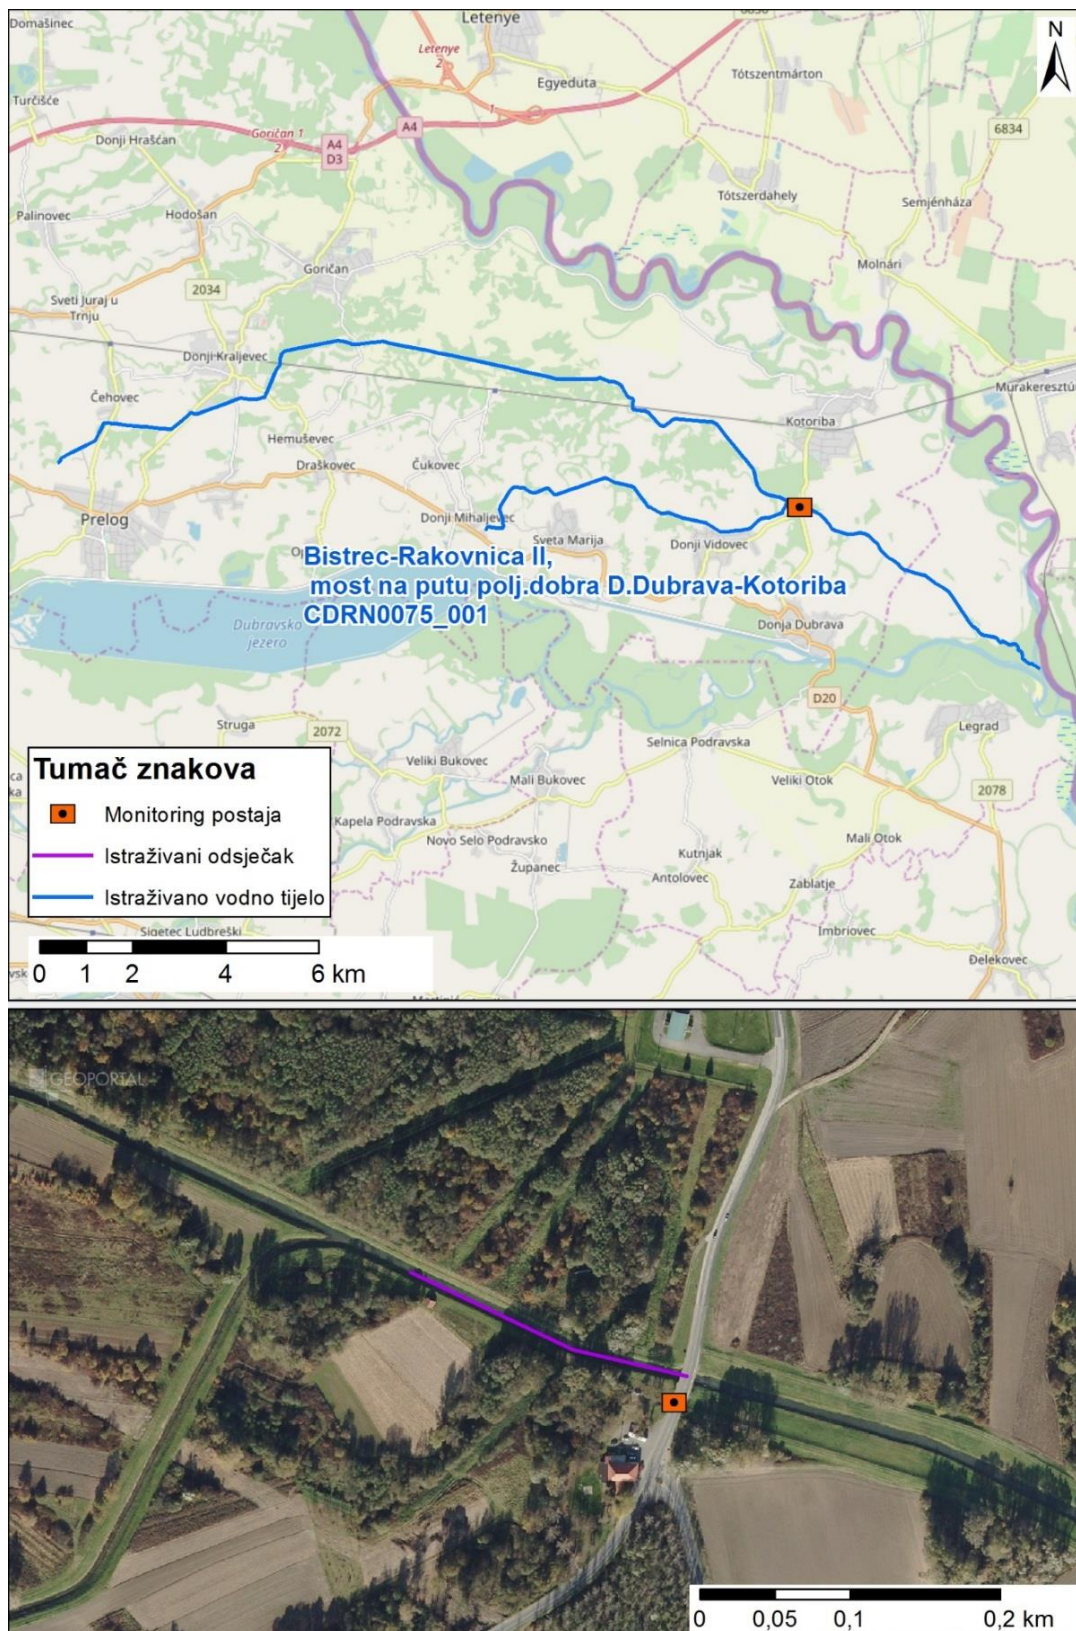 Domašinec
Letenye
6836
N
Letenye
2
Egyeduta
Tótszentmárton
Turčišće
1
A4
6834
Donji Hrašćan
Goričan 1
2
A4
D3
Tótszerdahely
Semjénháza
Palinovec
Hodošan
Molnári
Goričan
2034
Sveti Juraj u
Trnju
Donji Kraljevec
Murakeresztúr
Čehovec
Kotoriba
Hemuševec
Draškovec
Čukovec
Prelog
Donji Mihaljevec
Sveta Marija
Donji Vidovec
Bistrec-Rakovnica II,
most na putu polj.dobra D.Dubrava-Kotoriba
CDRN0075_001
Dubravsko
jezero
Donja Dubrava
D20
Struga
2072
Legrad
Selnica Podravska
Veliki Bukovec
Mali Bukovec
Veliki Otok
2078
Tumač znakova
Monitoring postaja
Istraživani odsječak
Istraživano vodno tijelo
Kapela Podravska
Novo Selo Podravsko
Mali Otok
Županec
Kutnjak
Antolovec
Zablatje
Sigetec Ludbreški
Imbriovec
Đelekovec
0 1 2 4 6 km
GEOPORTAL
0 0,05 0,1 0,2 km